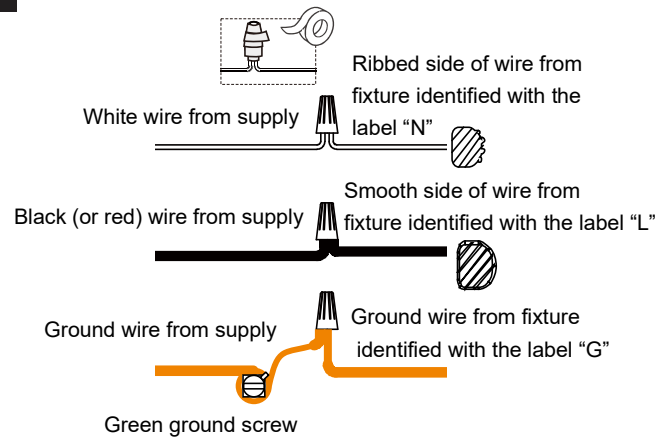 Ribbed side of wire from
fixture identified with the
label “N”
White wire from supply
Smooth side of wire from
fixture identified with the label “L”
Black (or red) wire from supply
Ground wire from fixture
identified with the label “G”
Ground wire from supply
Green ground screw